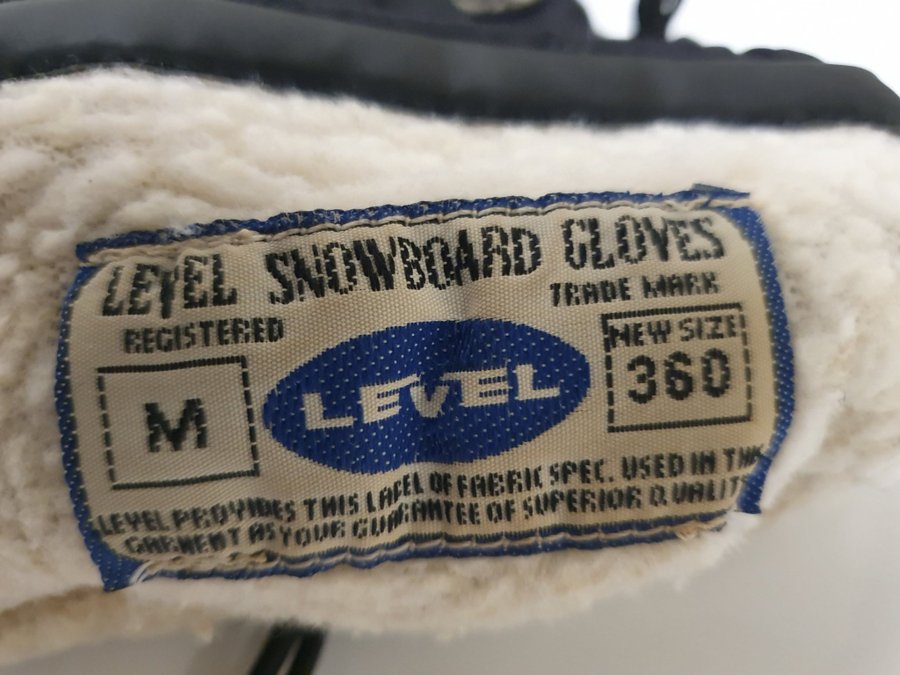 LEVEL SNOWBOARD GLOVES
REGISTERED
TRADE MARK
M
LEVEL
NEW SIZE
360
LEVEL PROVIDES THIS LABEL OF FABRIC SPEC. USED IN THIS
GARMENT AS YOUR GUARANTEE OF SUPERIOR QUALITY